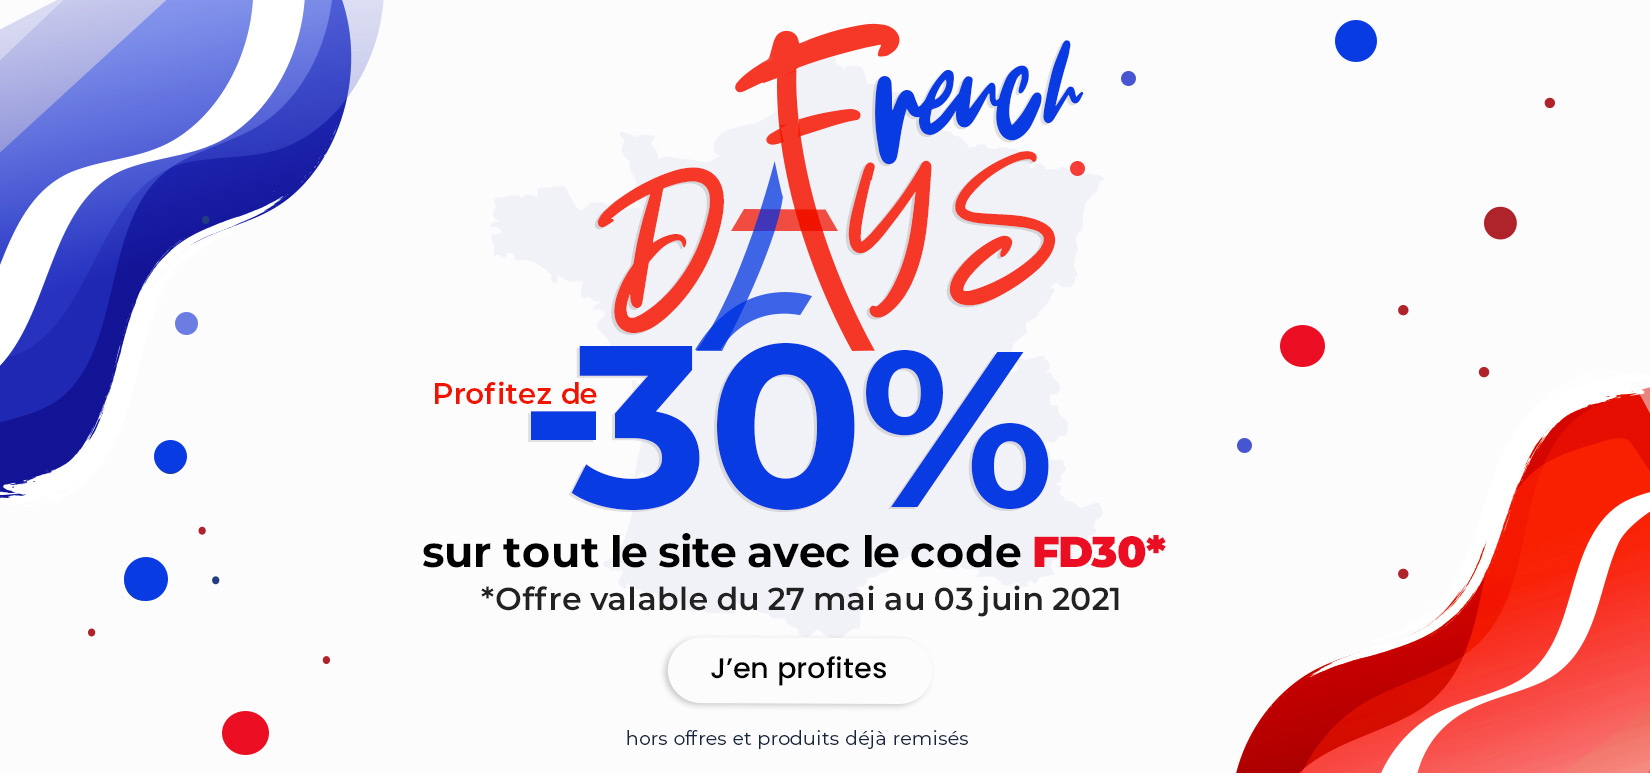 French
DAYS
Profitez de
-30%
sur tout le site avec le code FD30*
*Offre valable du 27 mai au 03 juin 2021
J’en profites
hors offres et produits déjà remisés